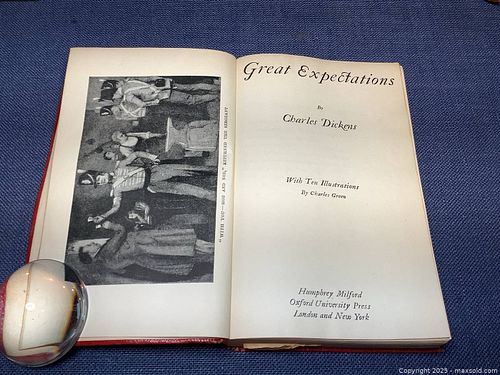 Great Expectations
By
Charles Dickens
With Ten Illustrations
By Charles Green
Humphrey Milford
Oxford University Press
London and New York
Copyright 2025 - maxsold.com